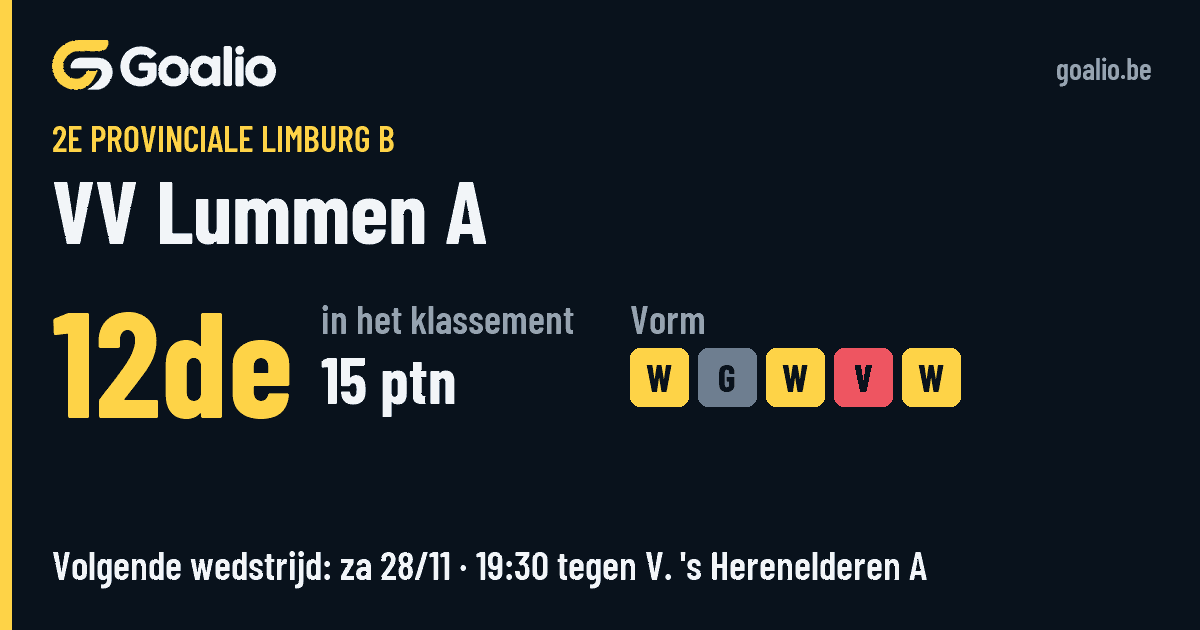 Goalio
goalio.be
2E PROVINCIALE LIMBURG B
VV Lummen A
12de
in het klassement
15 ptn
Vorm
W G W V W
Volgende wedstrijd: za 28/11 · 19:30 tegen V. 's Herenelderen A